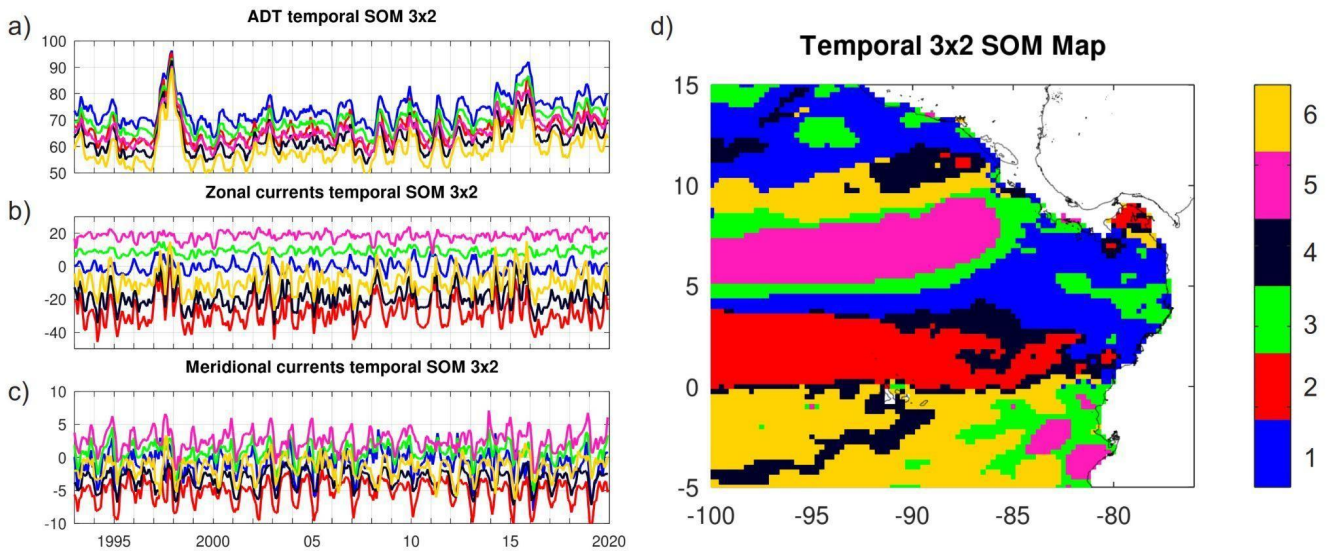 a)
ADT temporal SOM 3x2
100
90
80
70
60
50
b)
Zonal currents temporal SOM 3x2
20
0
-20
-40
c)
Meridional currents temporal SOM 3x2
10
5
0
-5
-10
1995 2000 05 10 15 2020
d)
Temporal 3x2 SOM Map
15
10
5
0
-5
-100 -95 -90 -85 -80
6
5
4
3
2
1